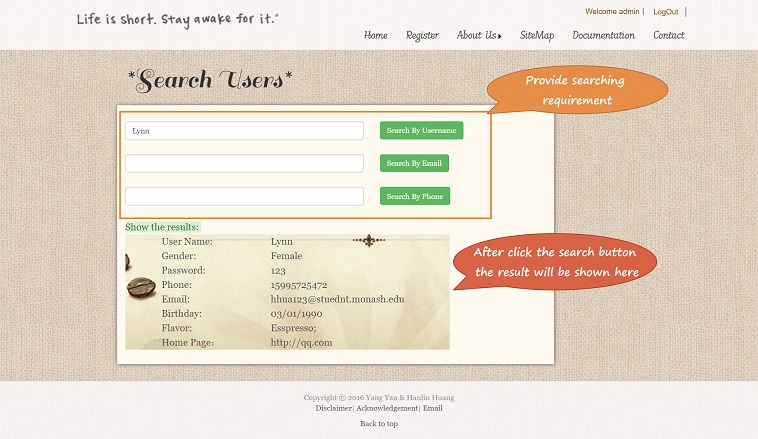 Life is short. Stay awake for it.®
Welcome admin | LogOut |
Home Register About Us SiteMap Documentation Contact
*Search Users*
Provide searching
requirement
Lynn Search By Username
Search By Email
Search By Phone
Show the results:
User Name: Lynn
Gender: Female
Password: 123
Phone: 15995725472
Email: hhua123@stuednt.monash.edu
Birthday: 03/01/1990
Flavor: Esspresso;
Home Page: http://qq.com
After click the search button
the result will be shown here
Copyright © 2016 Yang Yan & Hanlin Huang
Disclaimer| Acknowledgement| Email
Back to top